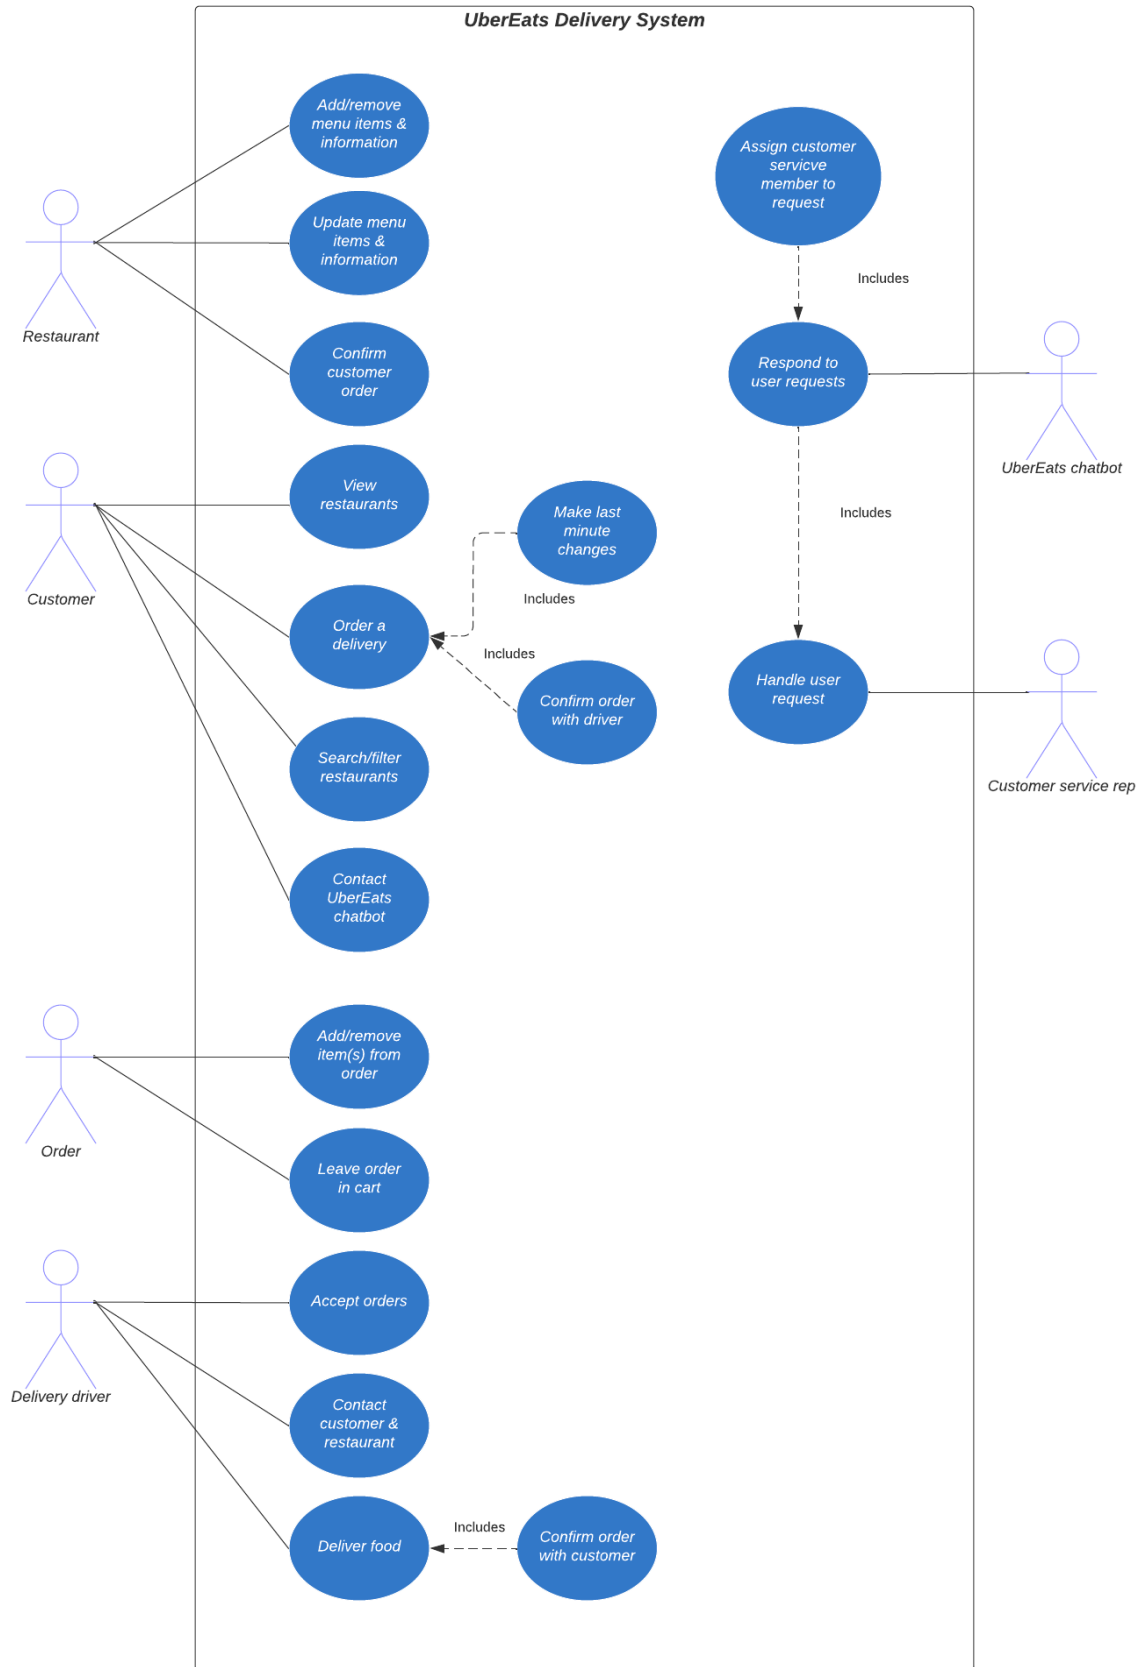 UberEats Delivery System
Add/remove
menu items &
information
Update menu
items &
information
Restaurant
Confirm
customer
order
View
restaurants
Customer
Order a
delivery
Make last
minute
changes
Includes
Includes
Confirm order
with driver
Search/filter
restaurants
Contact
UberEats
chatbot
Assign customer
servicve
member to
request
Includes
Respond to
user requests
UberEats chatbot
Includes
Handle user
request
Customer service rep
Add/remove
item(s) from
order
Order
Leave order
in cart
Accept orders
Delivery driver
Contact
customer &
restaurant
Deliver food
Includes
Confirm order
with customer